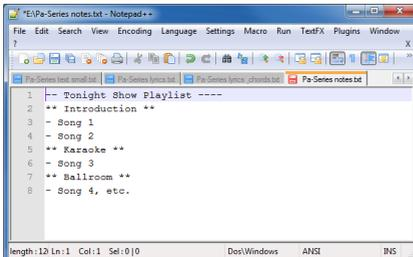 *E:\Pa-Series notes.txt - Notepad++
File Edit Search View Encoding Language Settings Macro Run TextFX Plugins Window
? X
Pa-Series text small.txt Pa-Series lyrics.txt Pa-Series lyrics_chords.txt Pa-Series notes.txt
1 -- Tonight Show Playlist ----
2 ** Introduction **
3 - Song 1
4 - Song 2
5 ** Karaoke **
6 - Song 3
7 ** Ballroom **
8 - Song 4, etc.
length : 12 Ln : 1 Col : 1 Sel : 0 | 0 Dos\Windows ANSI INS